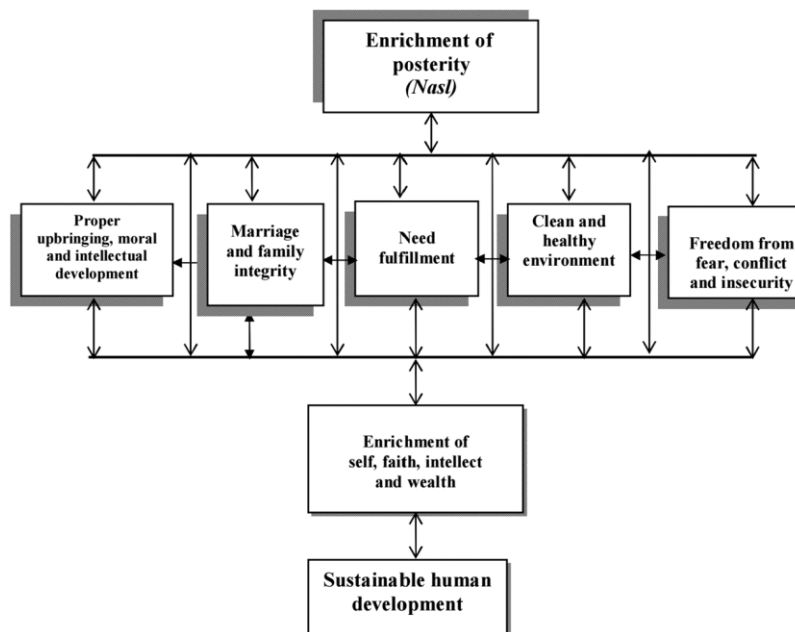 Enrichment of
posterity
(Nasl)
Proper
upbringing, moral
and intellectual
development
Marriage
and family
integrity
Need
fulfillment
Clean and
healthy
environment
Freedom from
fear, conflict
and insecurity
Enrichment of
self, faith, intellect
and wealth
Sustainable human
development